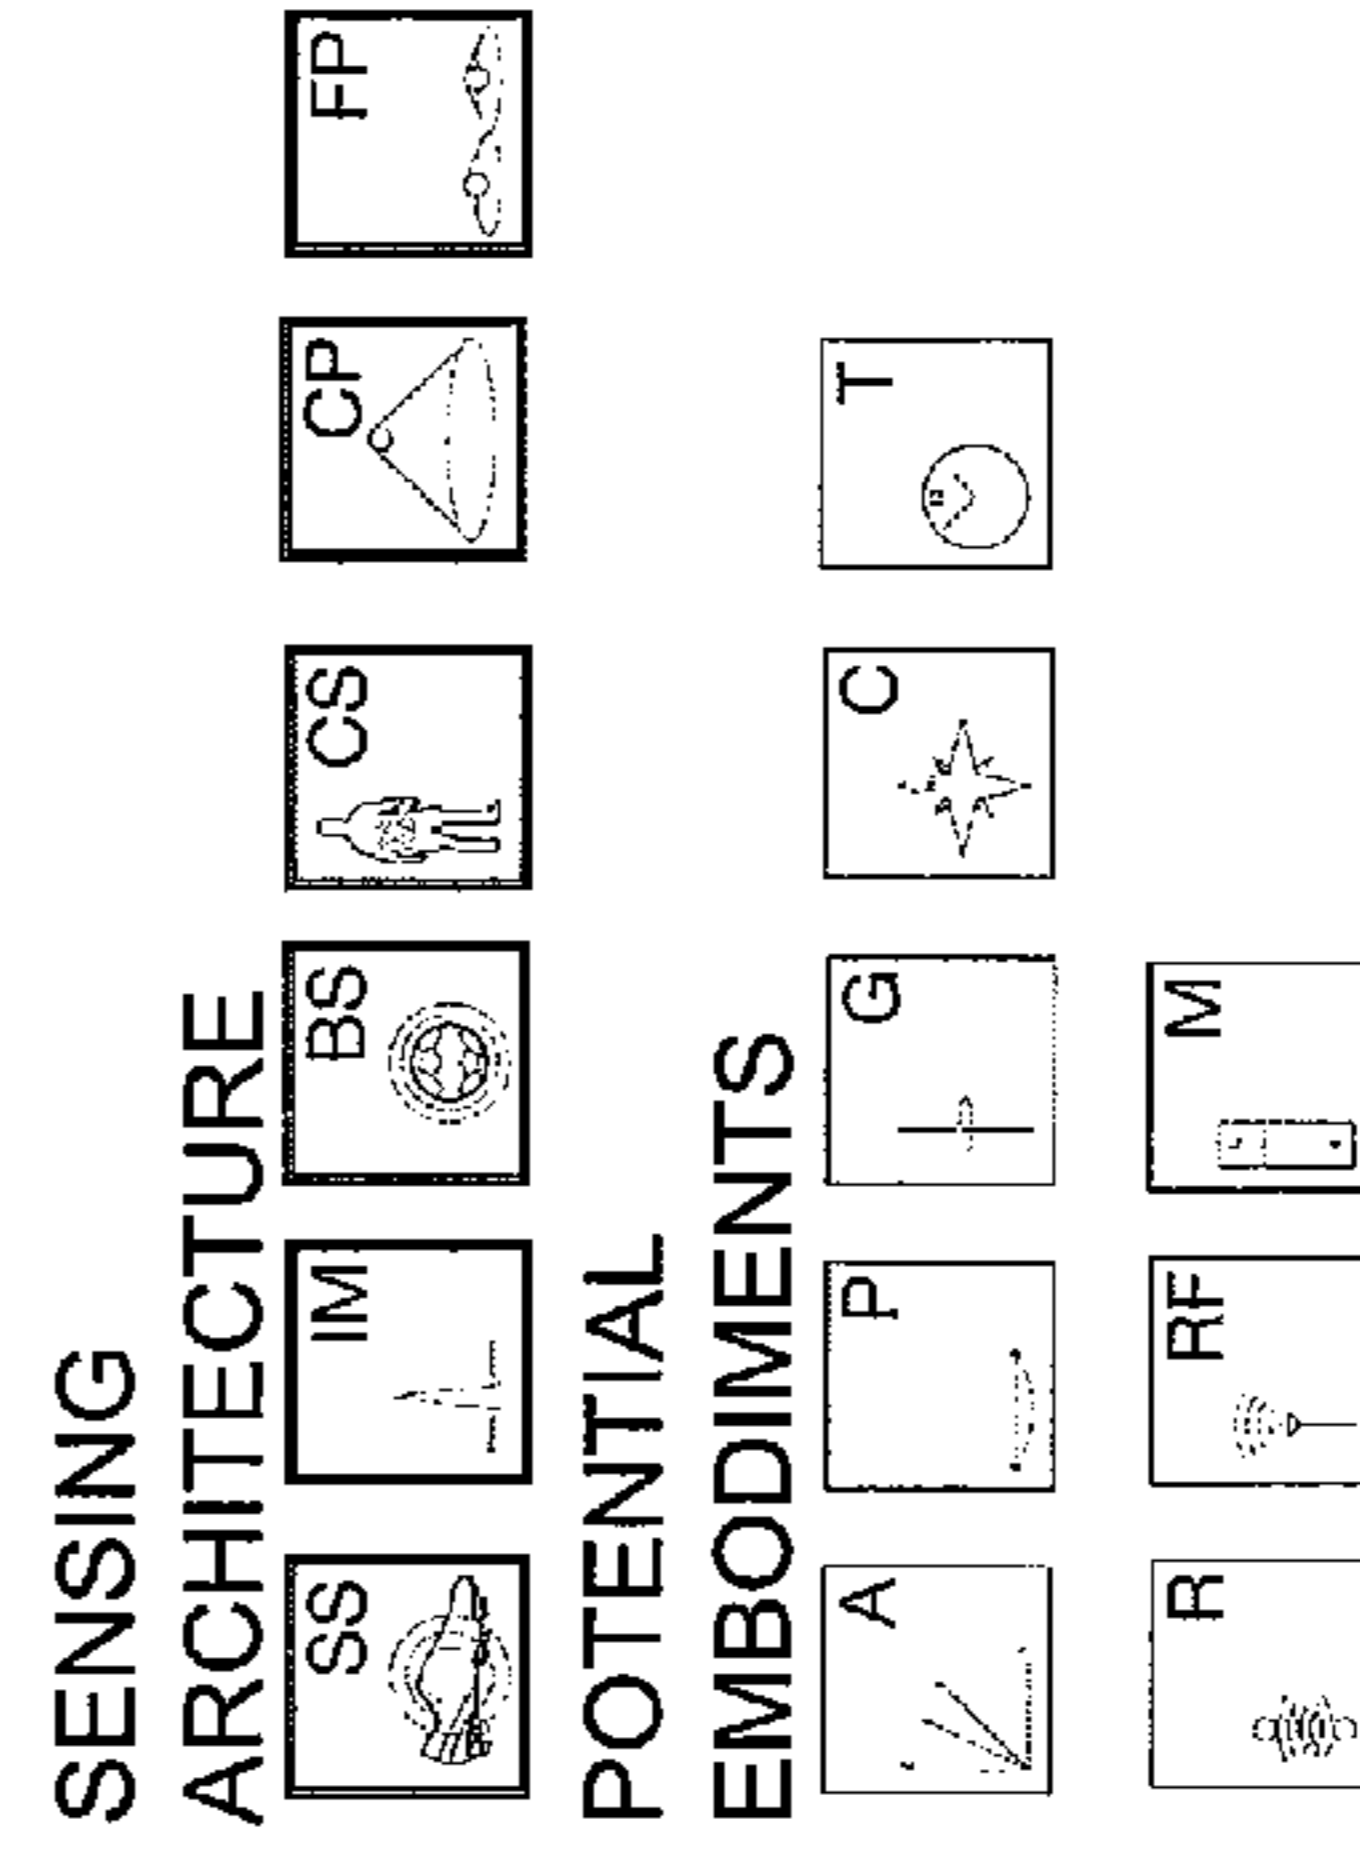 SENSING
ARCHITECTURE
SS IM BS CS CP FP
POTENTIAL
EMBODIMENTS
A P G C T
R RF M